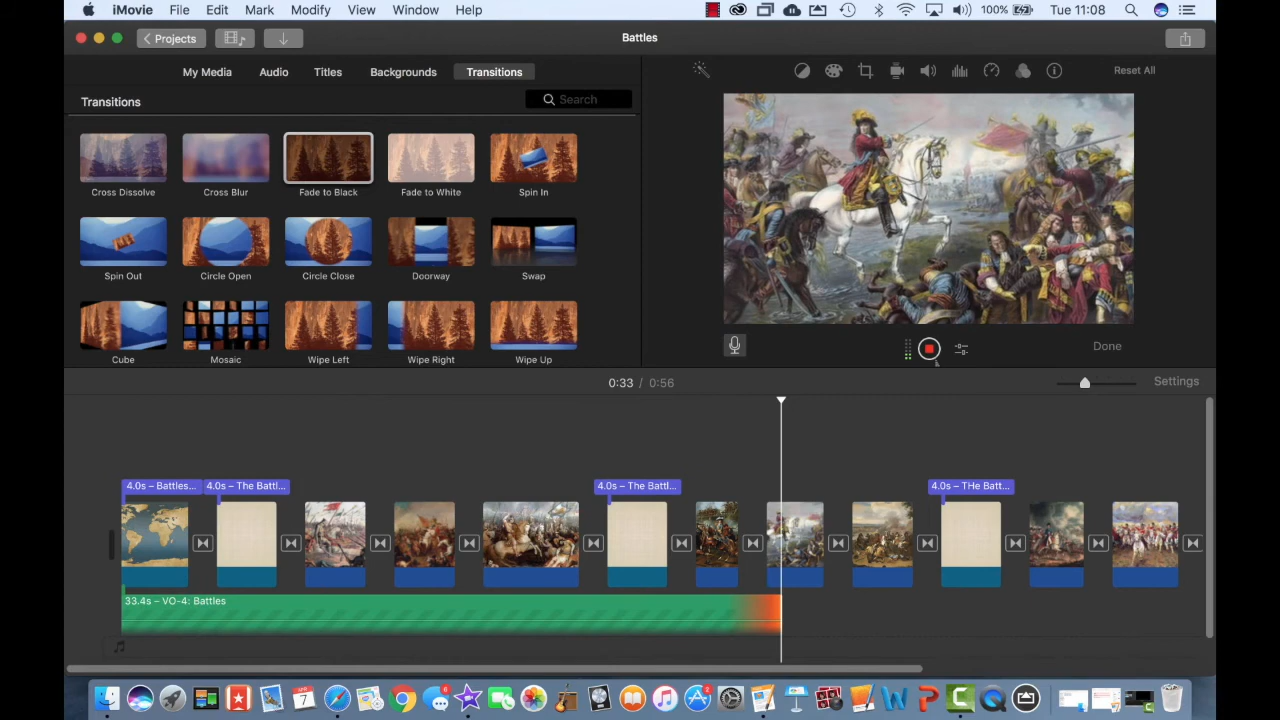 iMovie File Edit Mark Modify View Window Help 100% Tue 11:08
Projects
Battles
My Media Audio Titles Backgrounds Transitions
Reset All
Transitions
Search
Cross Dissolve Cross Blur Fade to Black Fade to White Spin In
Spin Out Circle Open Circle Close Doorway Swap
Cube Mosaic Wipe Left Wipe Right Wipe Up
Done
0:33 / 0:56
Settings
4.0s – Battles... 4.0s – The Battl... 4.0s – The Battl... 4.0s – THe Batt...
33.4s – VO-4: Battles